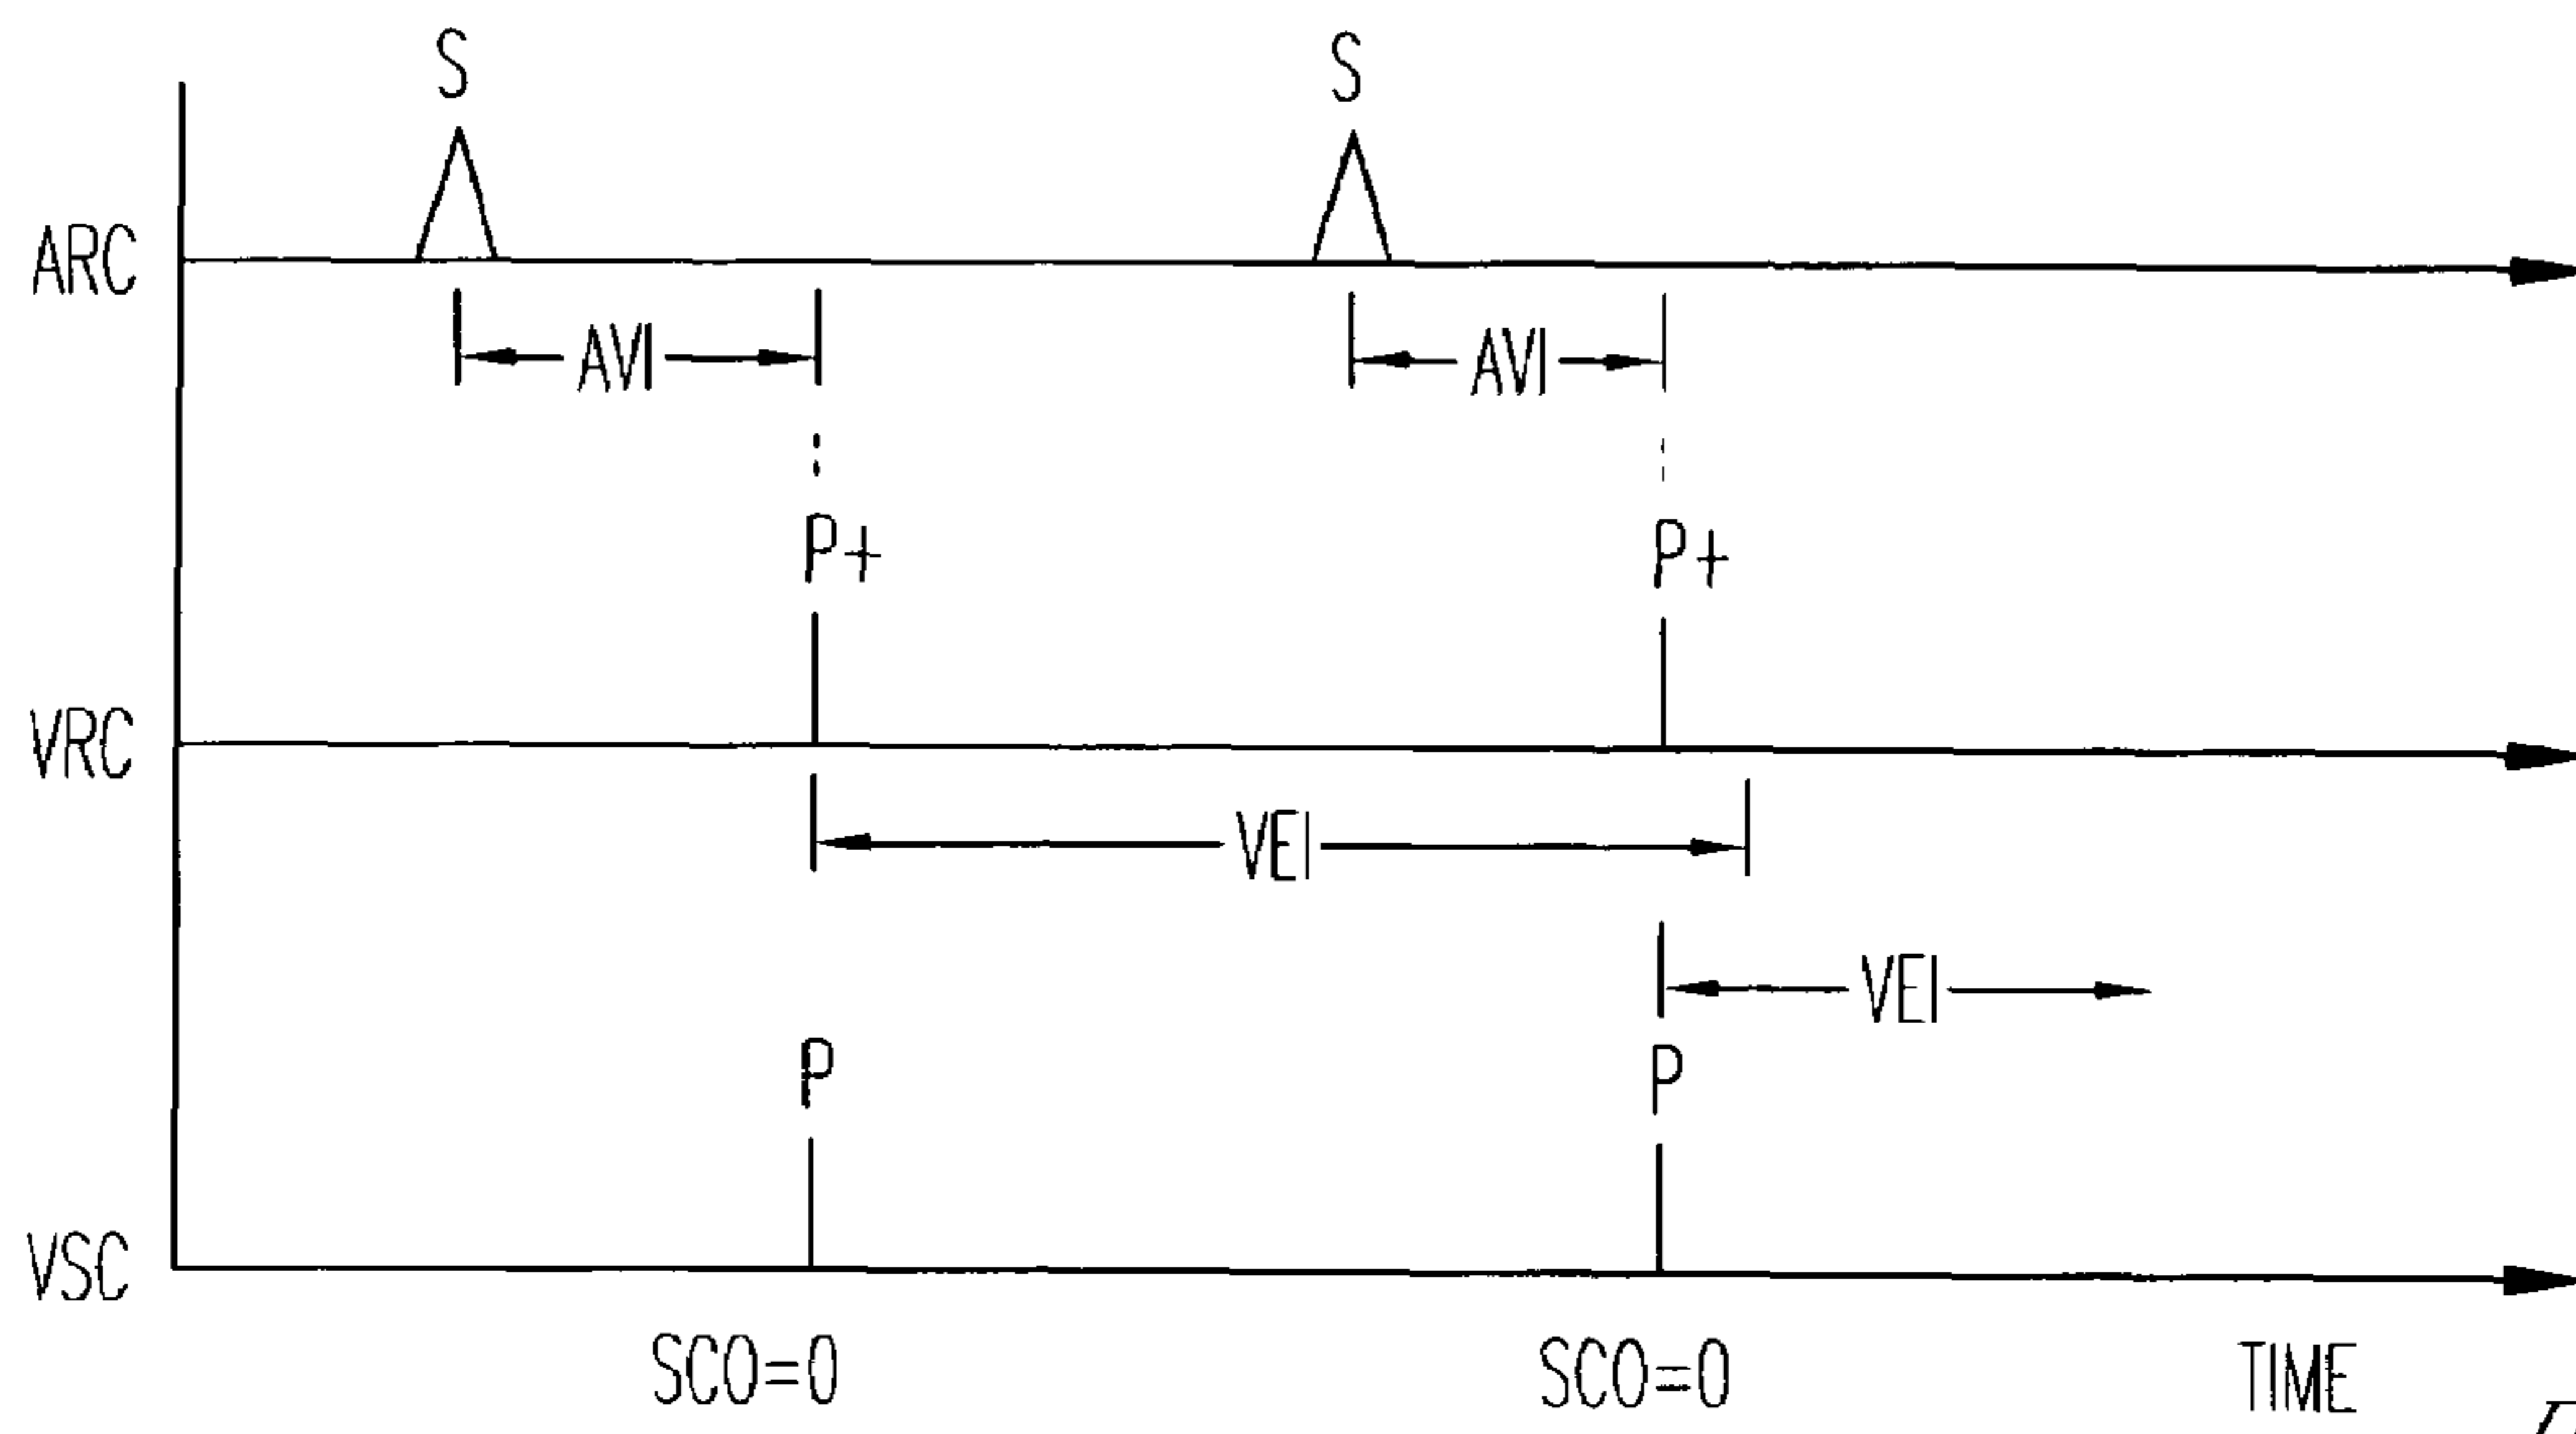 S S
ARC
AVI AVI
P+ P+
VRC
VEI
VEI
P P
VSC
SCO=0 SCO=0 TIME